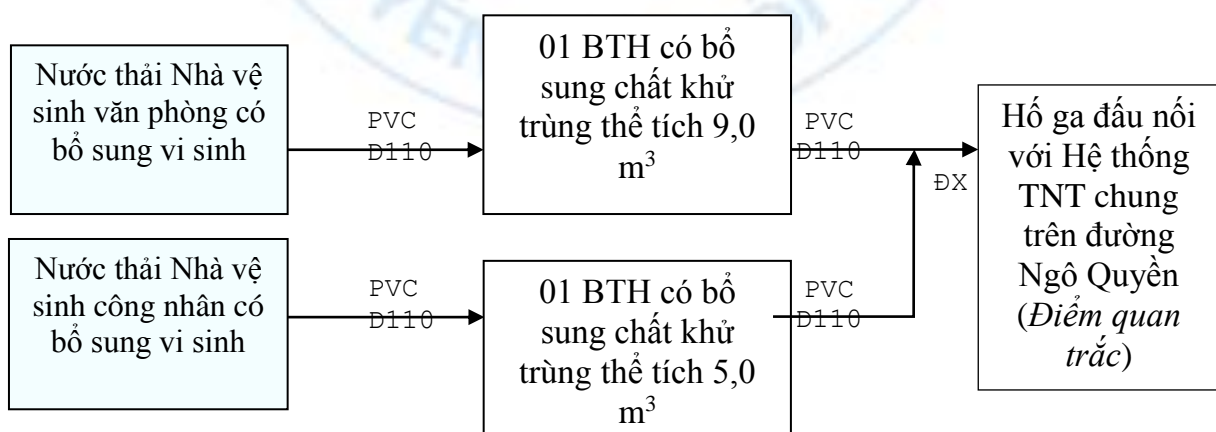 Nước thải Nhà vệ
sinh văn phòng có
bổ sung vi sinh
PVC
D110
01 BTH có bổ
sung chất khử
trùng thể tích 9,0
m³
PVC
D110
ĐX
Hố ga đấu nối
với Hệ thống
TNT chung
trên đường
Ngô Quyền
(Điểm quan
trắc)
Nước thải Nhà vệ
sinh công nhân có
bổ sung vi sinh
PVC
D110
01 BTH có bổ
sung chất khử
trùng thể tích 5,0
m³
PVC
D110